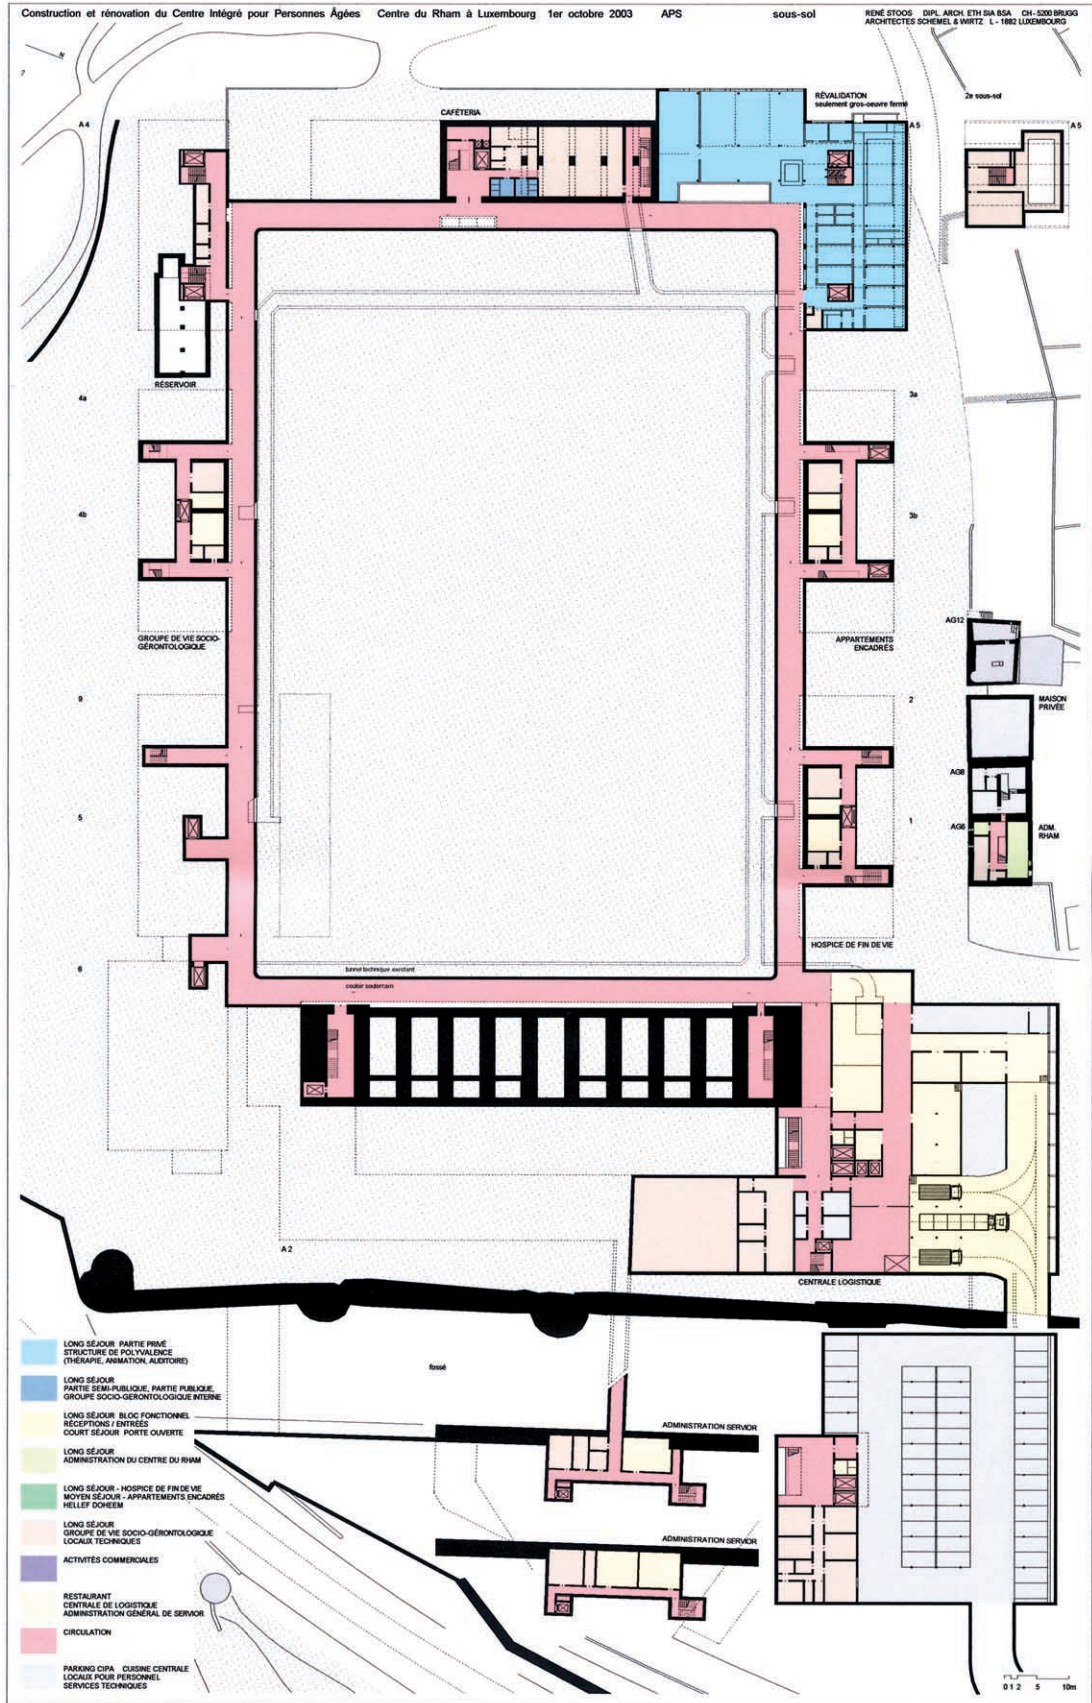 Construction et rénovation du Centre Intégré pour Personnes Âgées Centre du Rham à Luxembourg 1er octobre 2003 APS sous-sol
RENÉ STOOS DIPL. ARCH. ETH SIA BSA CH - 5200 BRUGG
ARCHITECTES SCHEMEL & WIRTZ L - 1882 LUXEMBOURG
N
A 4
CAFÉTERIA
RÉVALIDATION
seulement gros-oeuvre fermé
A 5
2e sous-sol
A 5
RÉSERVOIR
4a
3a
4b
3b
GROUPE DE VIE SOCIO-
GÉRONTOLOGIQUE
APPARTEMENTS
ENCADRÉS
AG12
9
2
MAISON
PRIVÉE
AG8
5
1
AG6
ADM.
RHAM
HOSPICE DE FIN DE VIE
6
tunnel technique existant
couloir souterrain
A 2
CENTRALE LOGISTIQUE
fossé
ADMINISTRATION SERVIOR
ADMINISTRATION SERVIOR
LONG SÉJOUR PARTIE PRIVÉ
STRUCTURE DE POLYVALENCE
(THÉRAPIE, ANIMATION, AUDITOIRE)
LONG SÉJOUR
PARTIE SEMI-PUBLIQUE, PARTIE PUBLIQUE,
GROUPE SOCIO-GERONTOLOGIQUE INTERNE
LONG SÉJOUR BLOC FONCTIONNEL
RÉCEPTIONS / ENTRÉES
COURT SÉJOUR PORTE OUVERTE
LONG SÉJOUR
ADMINISTRATION DU CENTRE DU RHAM
LONG SÉJOUR - HOSPICE DE FIN DE VIE
MOYEN SÉJOUR - APPARTEMENTS ENCADRÉS
HELLEF DOHEEM
LONG SÉJOUR
GROUPE DE VIE SOCIO-GÉRONTOLOGIQUE
LOCAUX TECHNIQUES
ACTIVITÉS COMMERCIALES
RESTAURANT
CENTRALE DE LOGISTIQUE
ADMINISTRATION GÉNÉRAL DE SERVIOR
CIRCULATION
PARKING CIPA CUISINE CENTRALE
LOCAUX POUR PERSONNEL
SERVICES TECHNIQUES
0 1 2 5 10m